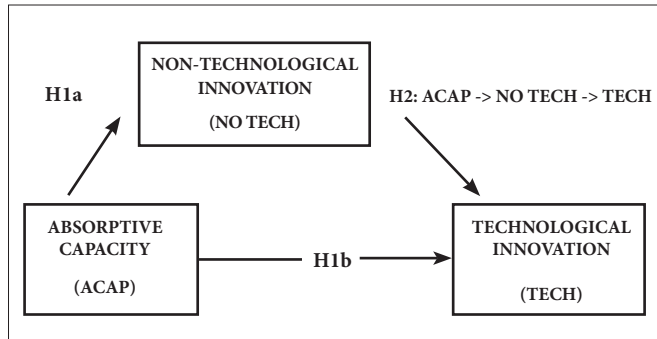 NON-TECHNOLOGICAL
INNOVATION
(NO TECH)
H1a
H2: ACAP -> NO TECH -> TECH
ABSORPTIVE
CAPACITY
(ACAP)
H1b
TECHNOLOGICAL
INNOVATION
(TECH)